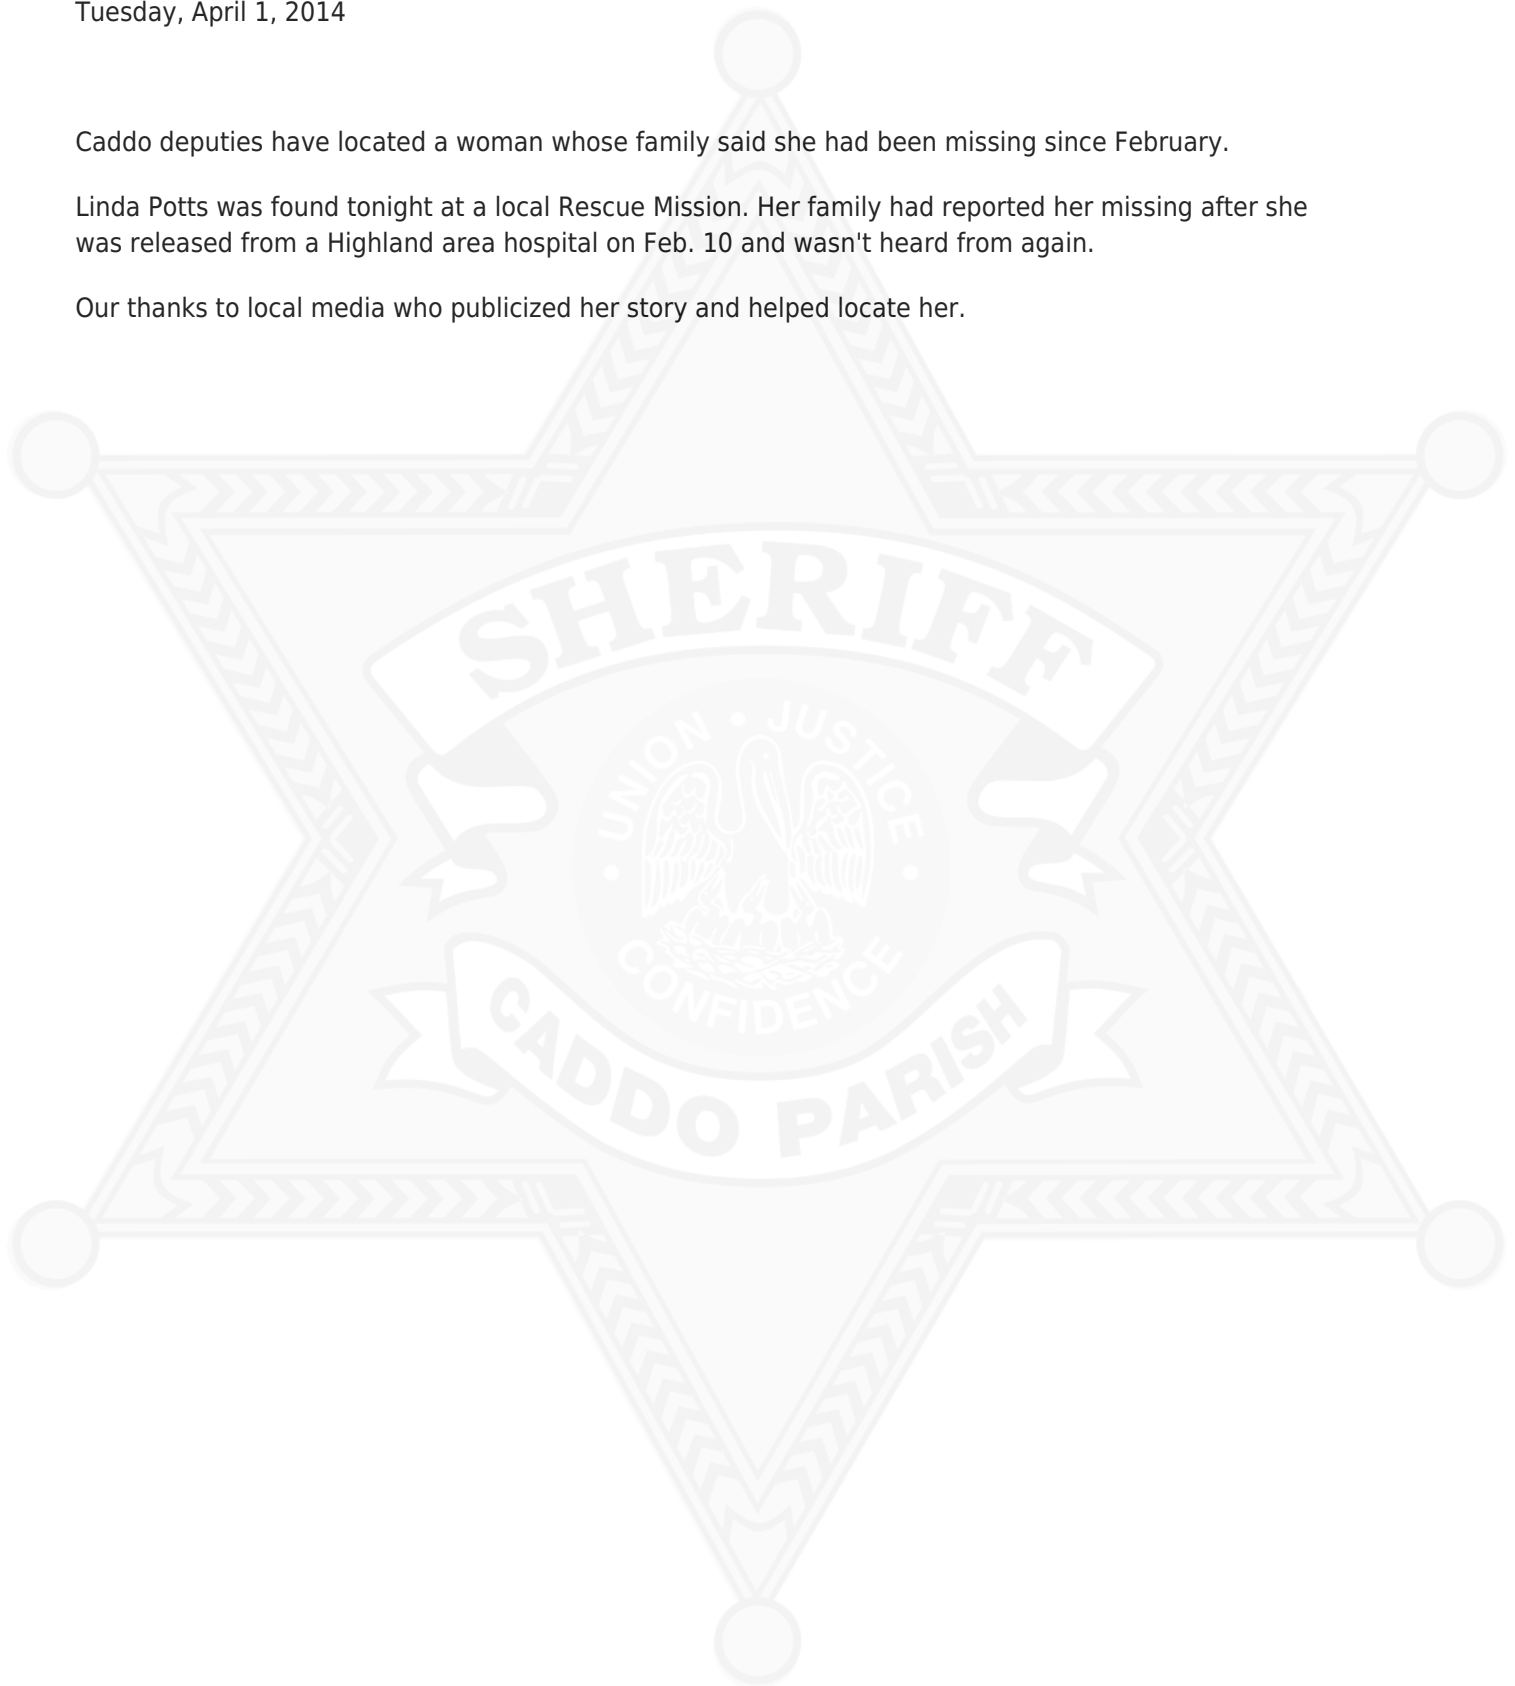 Tuesday, April 1, 2014
Caddo deputies have located a woman whose family said she had been missing since February.
Linda Potts was found tonight at a local Rescue Mission. Her family had reported her missing after she
was released from a Highland area hospital on Feb. 10 and wasn't heard from again.
Our thanks to local media who publicized her story and helped locate her.
SHERIFF
UNION • JUSTICE
• CONFIDENCE •
CADDO PARISH